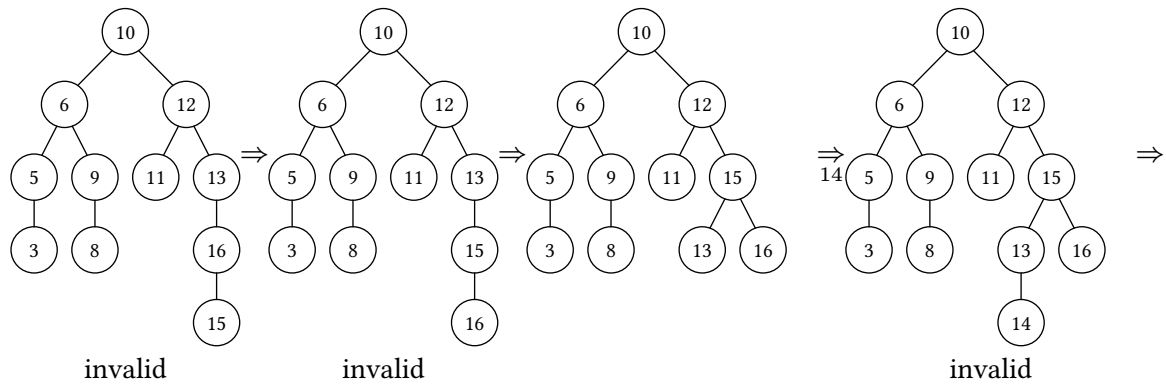 10 10 10 10
6 12 6 12 6 12 6 12
5 9 11 13 ⇒ 5 9 11 13 ⇒ 5 9 11 15 ⇒ 5 9 11 15 ⇒
14
3 8 16 3 8 15 3 8 13 16 3 8 13 16
15 16 14
invalid invalid invalid